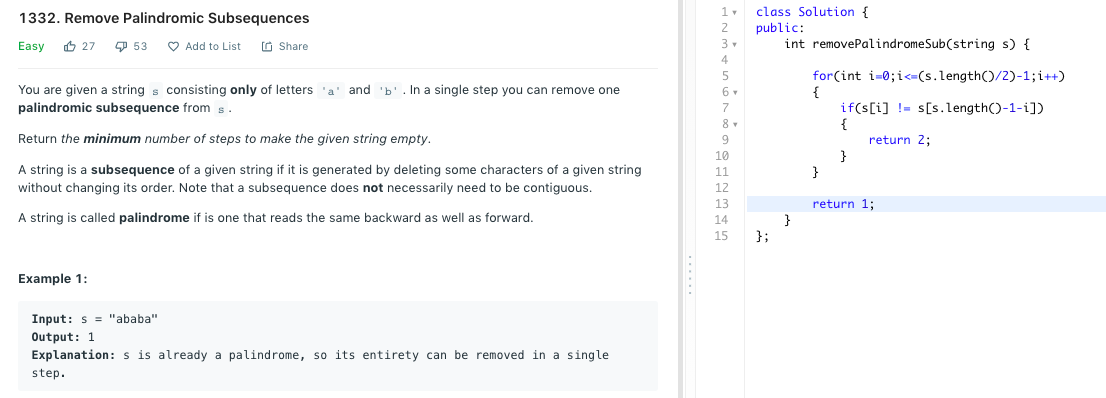 1332. Remove Palindromic Subsequences
Easy 27 53 Add to List Share
You are given a string s consisting only of letters 'a' and 'b'. In a single step you can remove one
palindromic subsequence from s.
Return the minimum number of steps to make the given string empty.
A string is a subsequence of a given string if it is generated by deleting some characters of a given string
without changing its order. Note that a subsequence does not necessarily need to be contiguous.
A string is called palindrome if is one that reads the same backward as well as forward.
Example 1:
Input: s = "ababa"
Output: 1
Explanation: s is already a palindrome, so its entirety can be removed in a single
step.
1 class Solution {
2 public:
3 int removePalindromeSub(string s) {
4
5 for(int i=0;i<=(s.length()/2)-1;i++)
6 {
7 if(s[i] != s[s.length()-1-i])
8 {
9 return 2;
10 }
11 }
12
13 return 1;
14 }
15 };